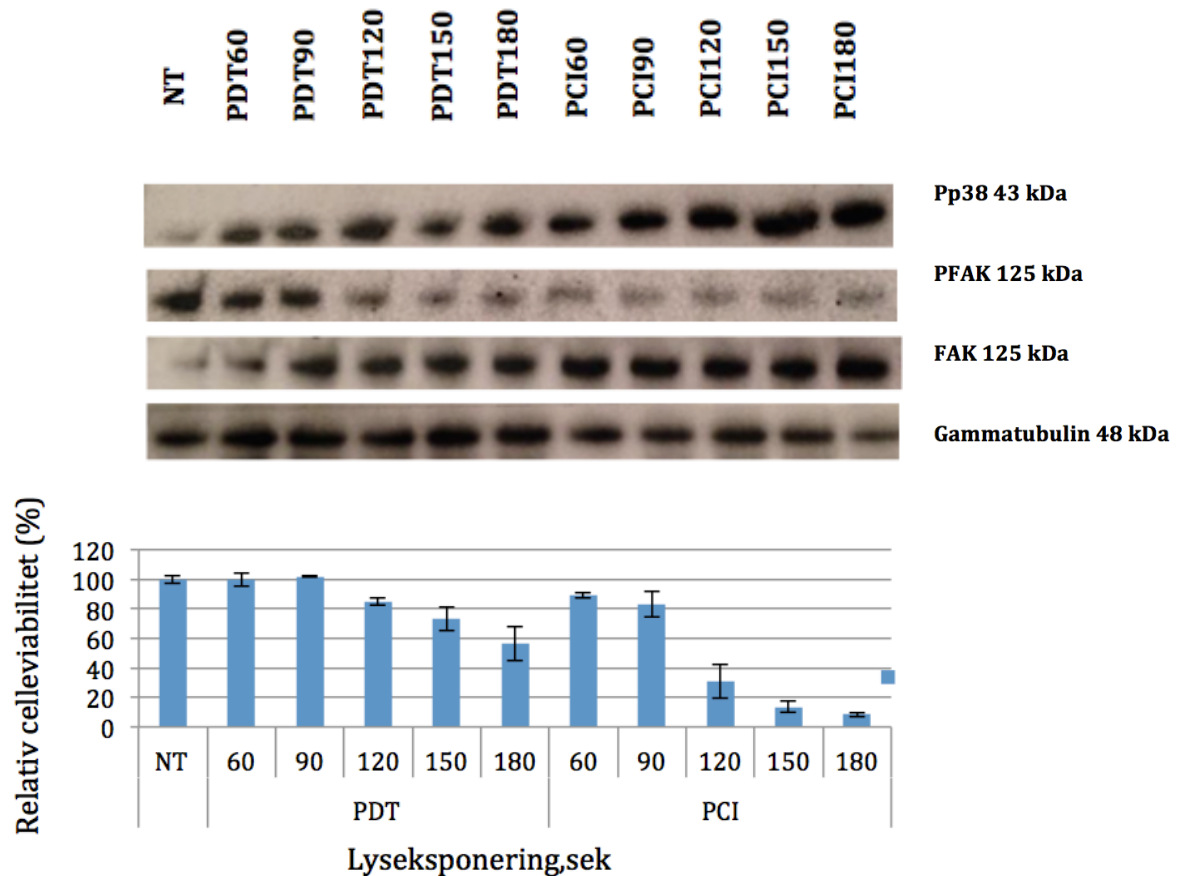 NT PDT60 PDT90 PDT120 PDT150 PDT180 PCI60 PCI90 PCI120 PCI150 PCI180
Pp38 43 kDa
PFAK 125 kDa
FAK 125 kDa
Gammatubulin 48 kDa
Relativ celleviabilitet (%)
120
100
80
60
40
20
0
NT 60 90 120 150 180 60 90 120 150 180
PDT PCI
Lyseksponering,sek